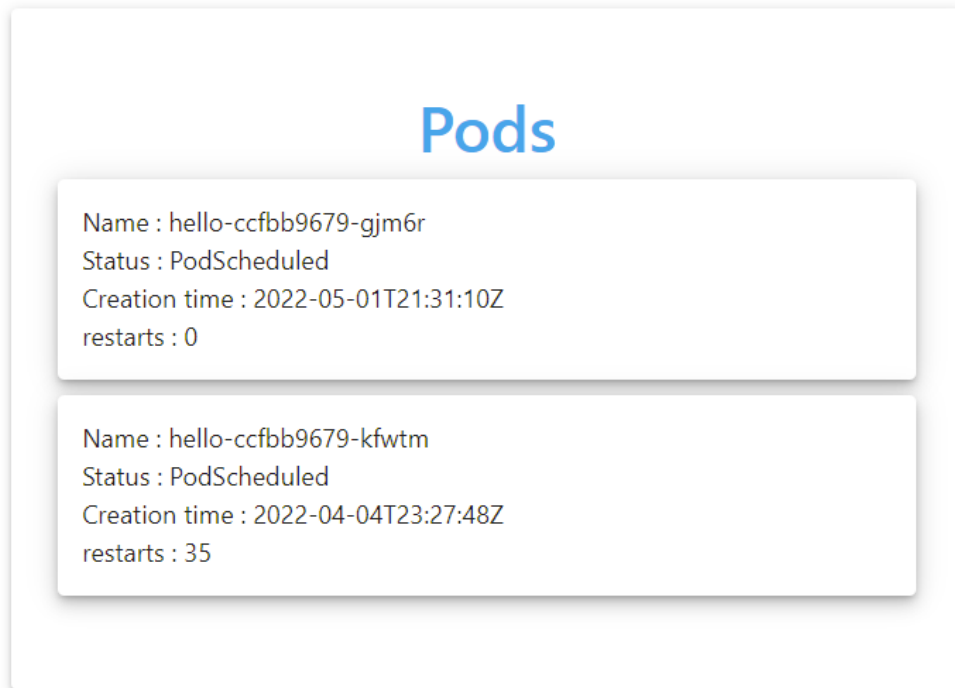 Pods
Name : hello-ccfbb9679-gjm6r
Status : PodScheduled
Creation time : 2022-05-01T21:31:10Z
restarts : 0
Name : hello-ccfbb9679-kfwtm
Status : PodScheduled
Creation time : 2022-04-04T23:27:48Z
restarts : 35